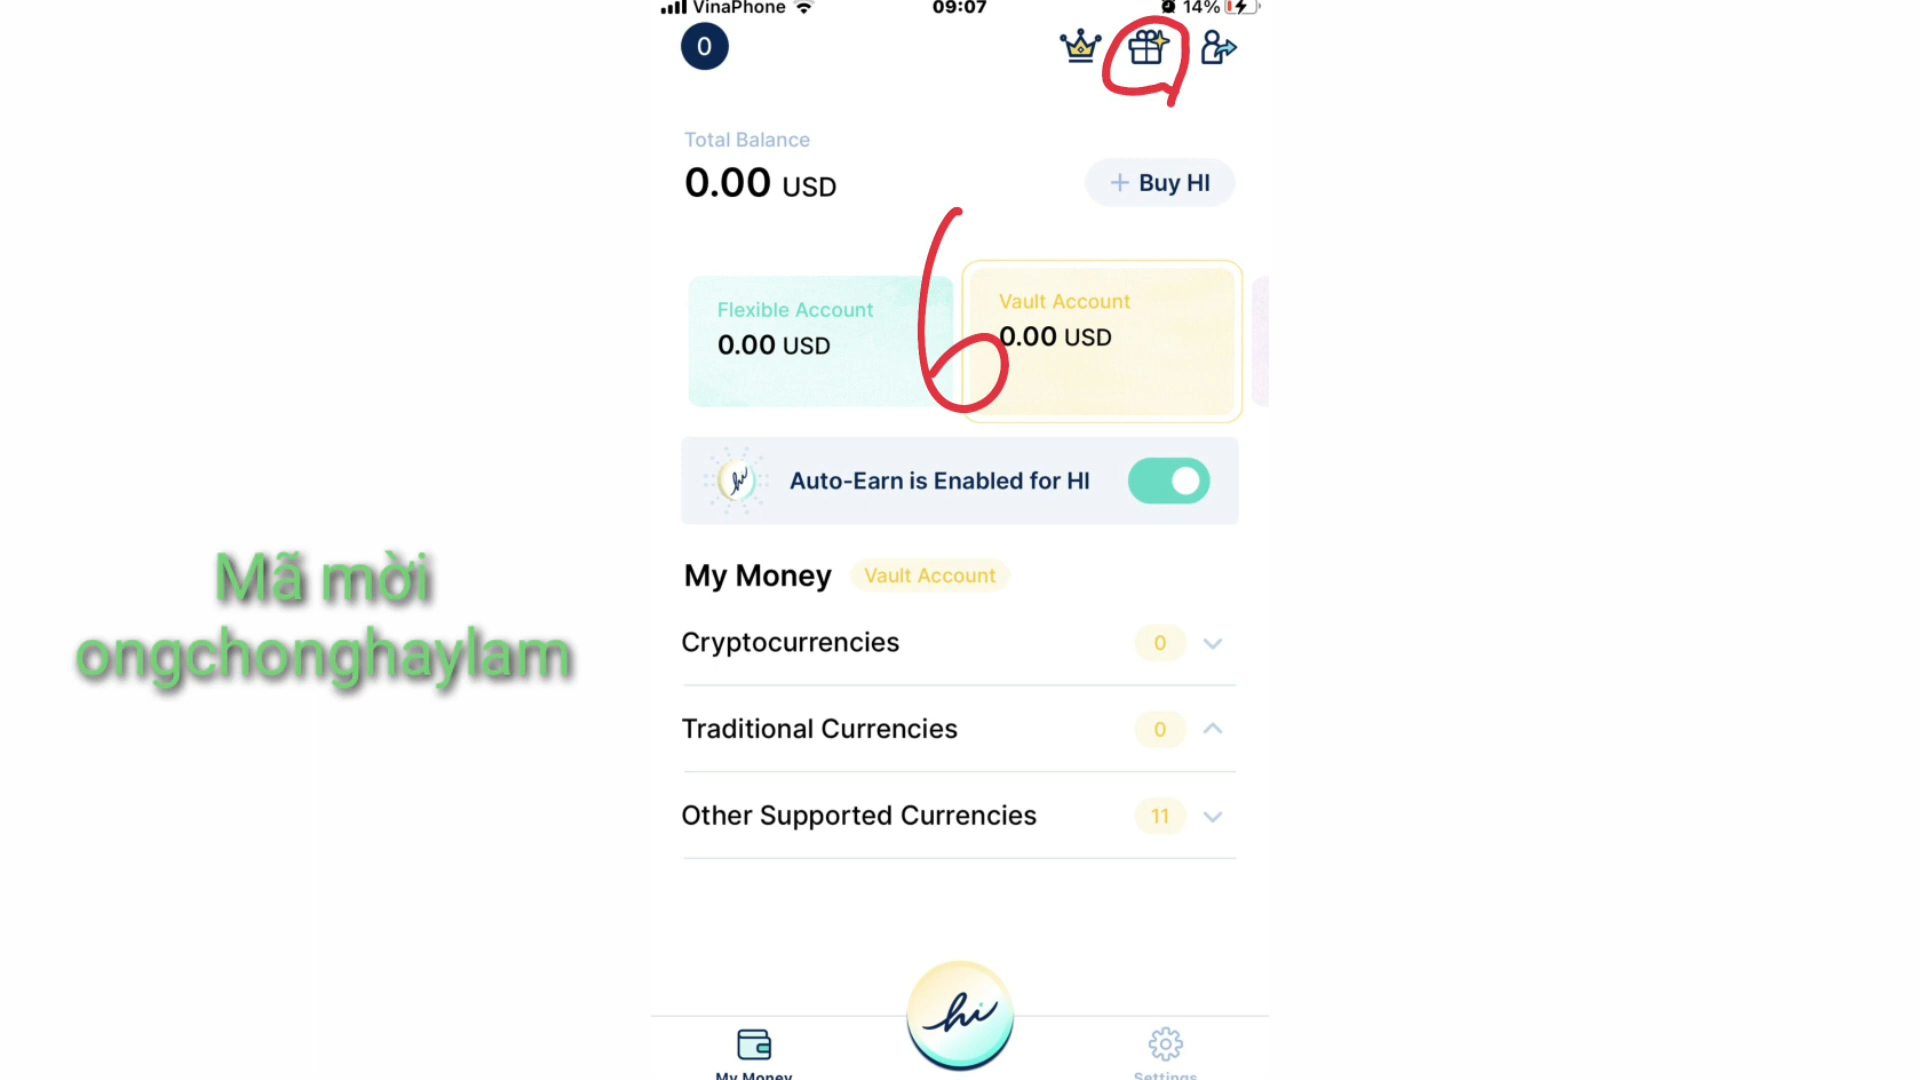 VinaPhone 09:07 14%
0
Total Balance
0.00 USD
+ Buy HI
6
Flexible Account
0.00 USD
Vault Account
0.00 USD
Auto-Earn is Enabled for HI
My Money Vault Account
Cryptocurrencies 0
Traditional Currencies 0
Other Supported Currencies 11
hi
My Money Settings
Mã mời
ongchonghaylam